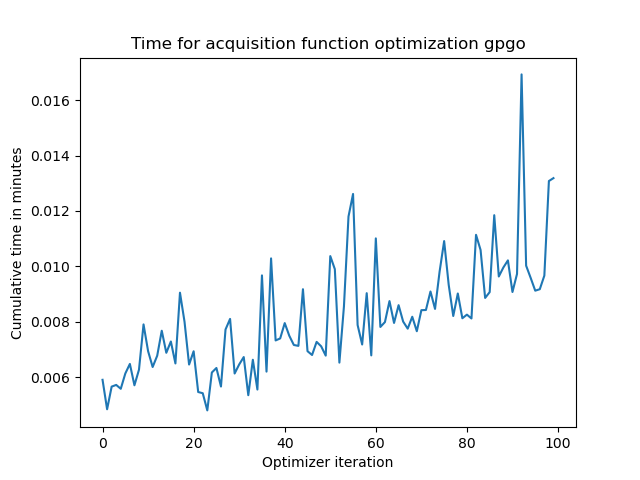 Time for acquisition function optimization gpgo
Cumulative time in minutes
0.016
0.014
0.012
0.010
0.008
0.006
0 20 40 60 80 100
Optimizer iteration